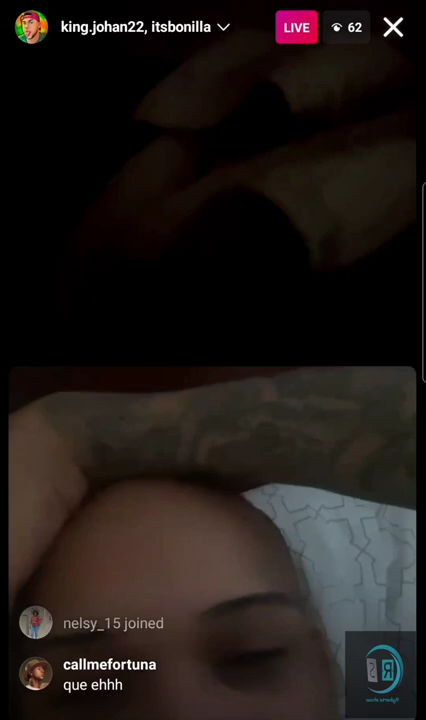 king.johan22, itsbonilla
LIVE
62
nelsy_15 joined
callmefortuna
que ehhh